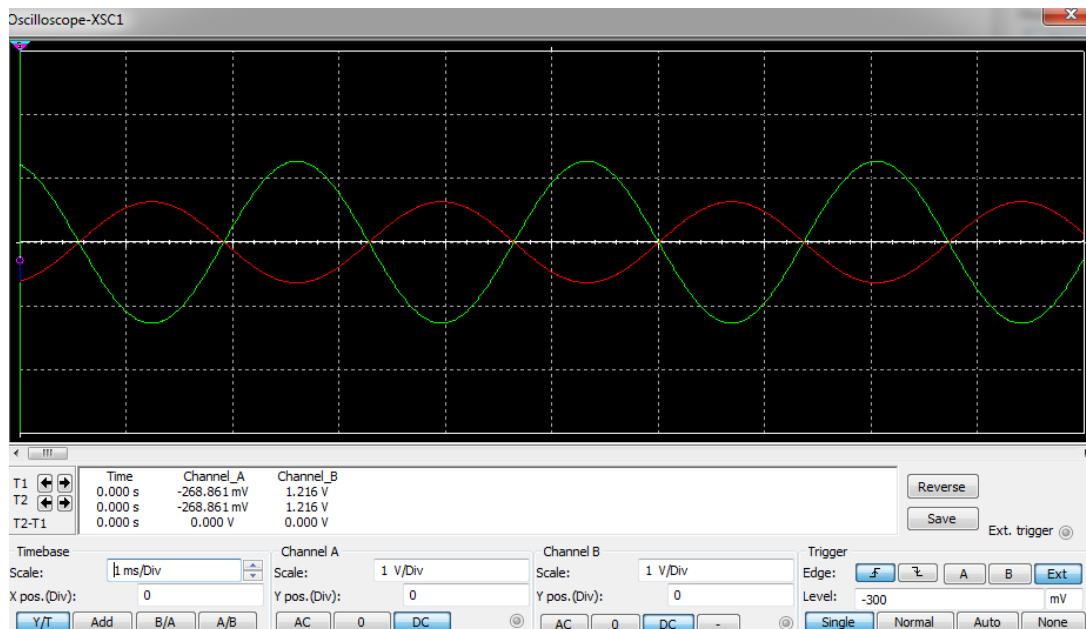 Oscilloscope-XSC1
x
T1
T2
T2-T1
Time Channel_A Channel_B
0.000 s -268.861 mV 1.216 V
0.000 s -268.861 mV 1.216 V
0.000 s 0.000 V 0.000 V
Reverse
Save
Ext. trigger
Timebase
Scale: 1 ms/Div
X pos.(Div): 0
Y/T Add B/A A/B
Channel A
Scale: 1 V/Div
Y pos.(Div): 0
AC 0 DC
Channel B
Scale: 1 V/Div
Y pos.(Div): 0
AC 0 DC -
Trigger
Edge: A B Ext
Level: -300 mV
Single Normal Auto None